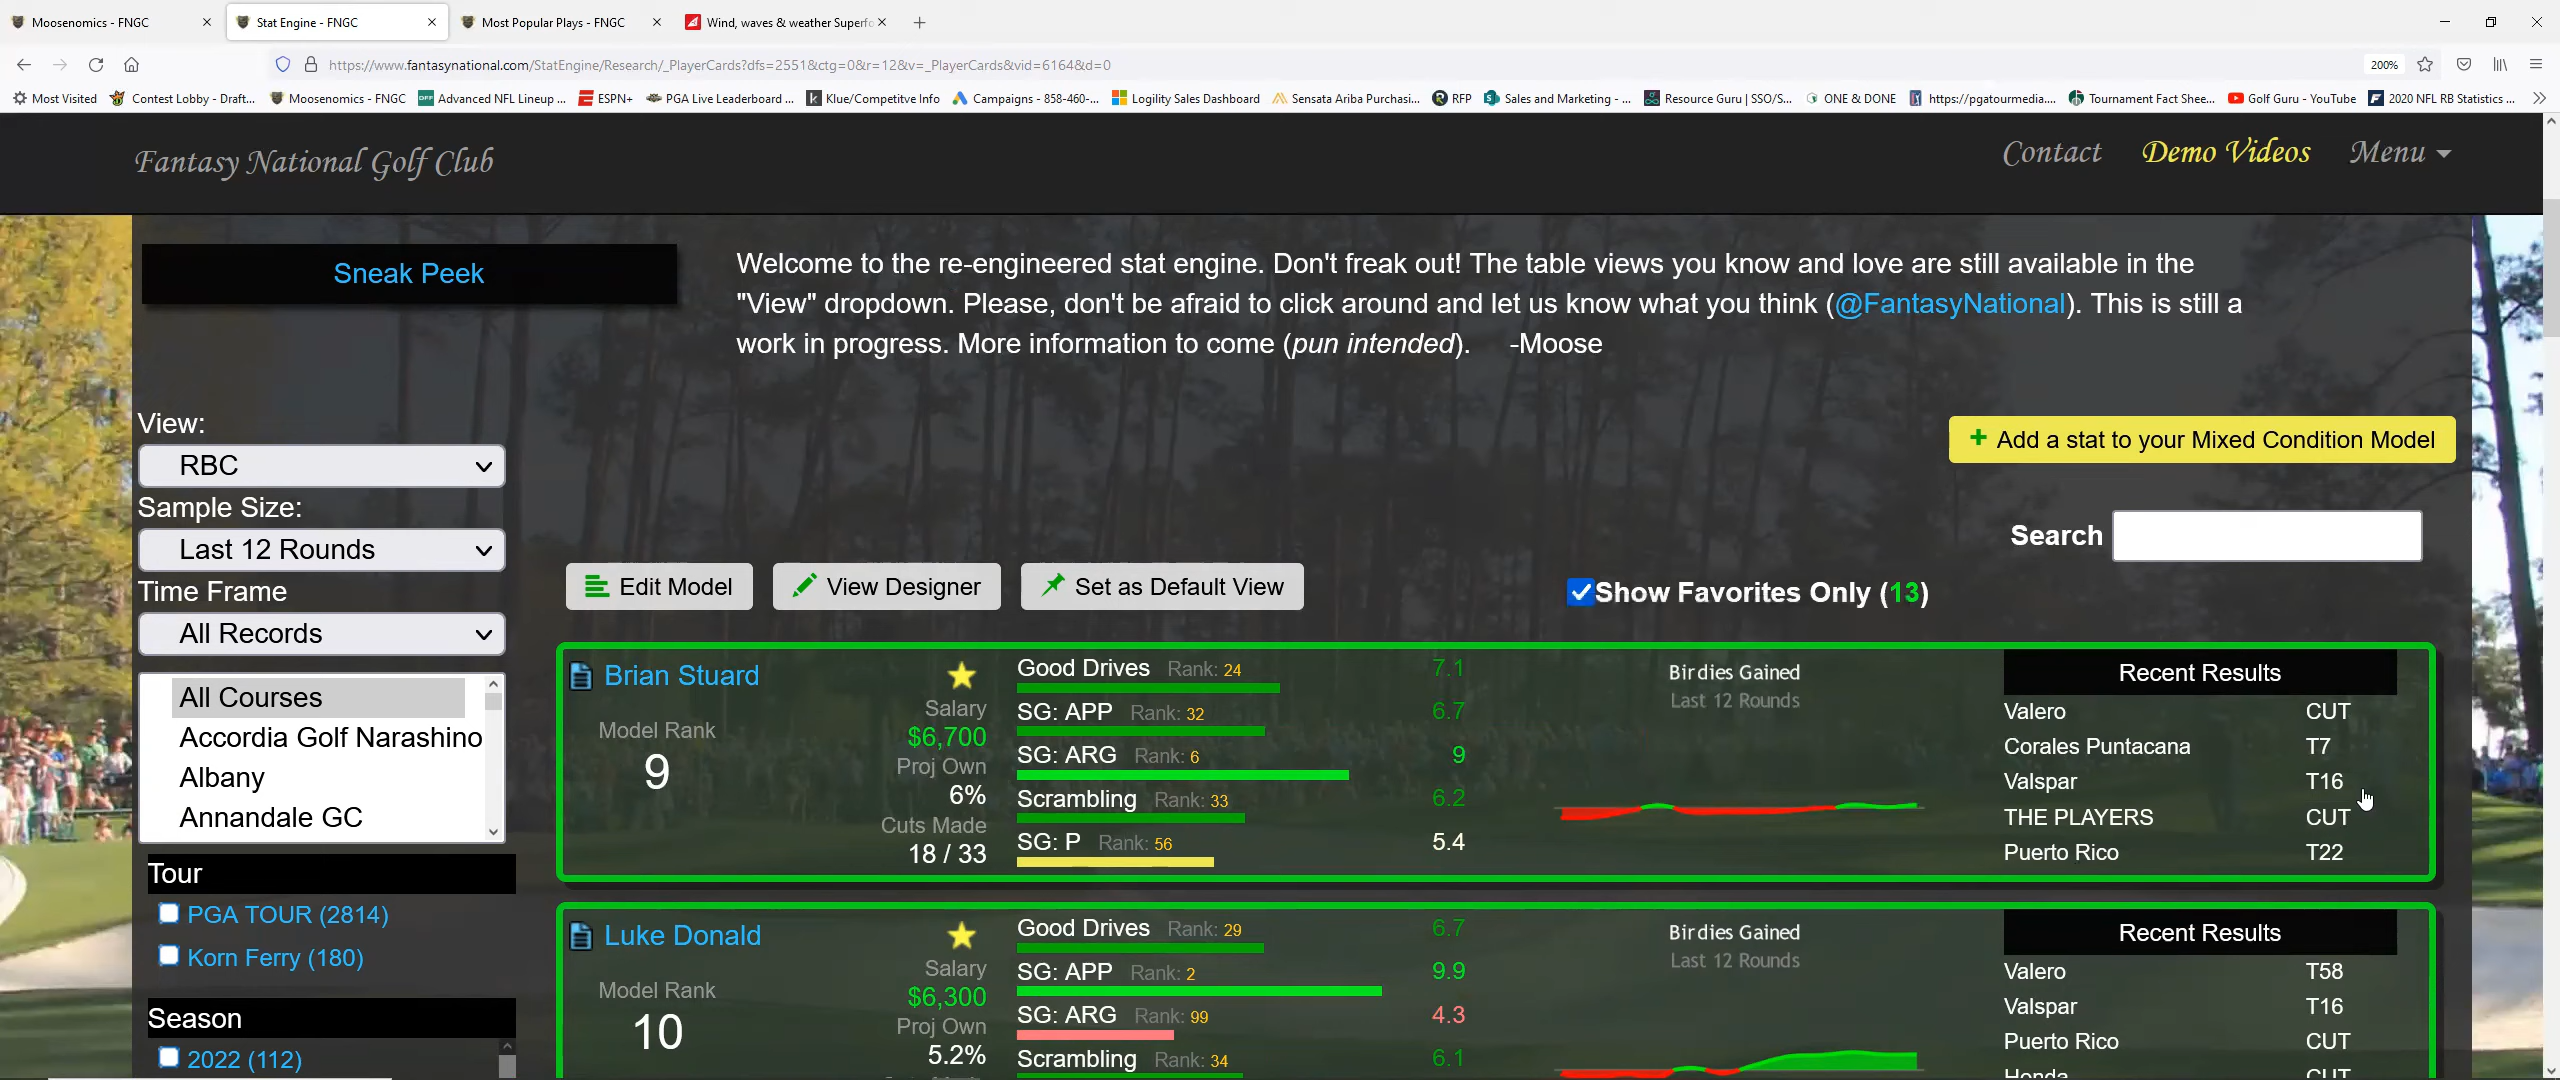 Moosenomics - FNGC
Stat Engine - FNGC
Most Popular Plays - FNGC
Wind, waves & weather Superfo
https://www.fantasynational.com/StatEngine/Research/_PlayerCards?dfs=2551&ctg=0&r=12&v=_PlayerCards&vid=6164&d=0
200%
Most Visited
Contest Lobby - Draft...
Moosenomics - FNGC
Advanced NFL Lineup ...
ESPN+
PGA Live Leaderboard ...
Klue/Competitve Info
Campaigns - 858-460-...
Logility Sales Dashboard
Sensata Ariba Purchasi...
RFP
Sales and Marketing - ...
Resource Guru | SSO/S...
ONE & DONE
https://pgatourmedia....
Tournament Fact Shee...
Golf Guru - YouTube
2020 NFL RB Statistics ...
Fantasy National Golf Club
Contact
Demo Videos
Menu
Sneak Peek
Welcome to the re-engineered stat engine. Don't freak out! The table views you know and love are still available in the
"View" dropdown. Please, don't be afraid to click around and let us know what you think (@FantasyNational). This is still a
work in progress. More information to come (pun intended). -Moose
View:
RBC
Sample Size:
Last 12 Rounds
Time Frame
All Records
All Courses
Accordia Golf Narashino
Albany
Annandale GC
Tour
PGA TOUR (2814)
Korn Ferry (180)
Season
2022 (112)
+ Add a stat to your Mixed Condition Model
Search
Edit Model
View Designer
Set as Default View
Show Favorites Only (13)
Brian Stuard
Model Rank
9
Salary
$6,700
Proj Own
6%
Cuts Made
18 / 33
Good Drives Rank: 24 7.1
SG: APP Rank: 32 6.7
SG: ARG Rank: 6 9
Scrambling Rank: 33 6.2
SG: P Rank: 56 5.4
Birdies Gained
Last 12 Rounds
Recent Results
Valero CUT
Corales Puntacana T7
Valspar T16
THE PLAYERS CUT
Puerto Rico T22
Luke Donald
Model Rank
10
Salary
$6,300
Proj Own
5.2%
Good Drives Rank: 29 6.7
SG: APP Rank: 2 9.9
SG: ARG Rank: 99 4.3
Scrambling Rank: 34 6.1
Birdies Gained
Last 12 Rounds
Recent Results
Valero T58
Valspar T16
Puerto Rico CUT
Honda CUT